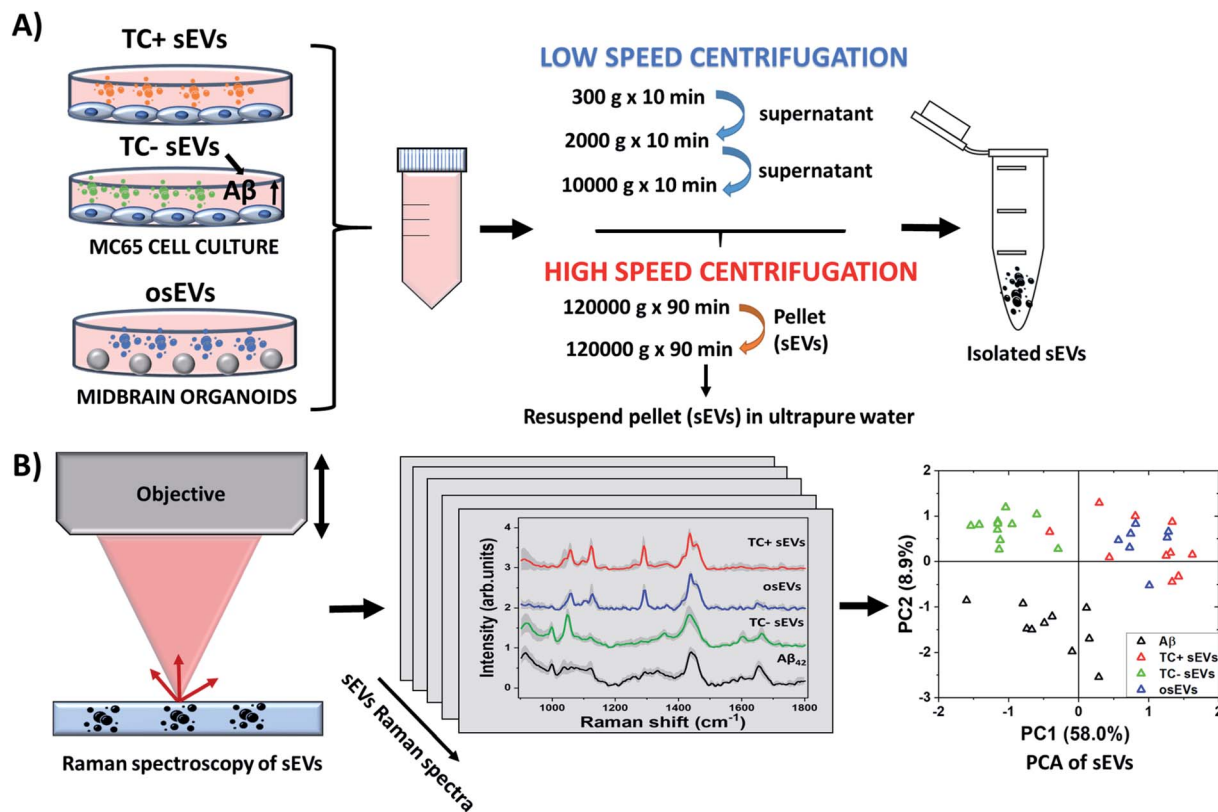 A)
TC+ sEVs
TC- sEVs
Aβ
MC65 CELL CULTURE
osEVs
MIDBRAIN ORGANOIDS
LOW SPEED CENTRIFUGATION
300 g x 10 min
supernatant
2000 g x 10 min
supernatant
10000 g x 10 min
HIGH SPEED CENTRIFUGATION
120000 g x 90 min
Pellet
(sEVs)
120000 g x 90 min
Resuspend pellet (sEVs) in ultrapure water
Isolated sEVs
B)
Objective
Raman spectroscopy of sEVs
sEVs Raman spectra
Intensity (arb.units)
4
3
2
1
0
TC+ sEVs
osEVs
TC- sEVs
Aβ42
1000 1200 1400 1600 1800
Raman shift (cm-1)
PC2 (8.9%)
2
1
0
-1
-2
-3
Aβ
TC+ sEVs
TC- sEVs
osEVs
-2 -1 0 1 2
PC1 (58.0%)
PCA of sEVs